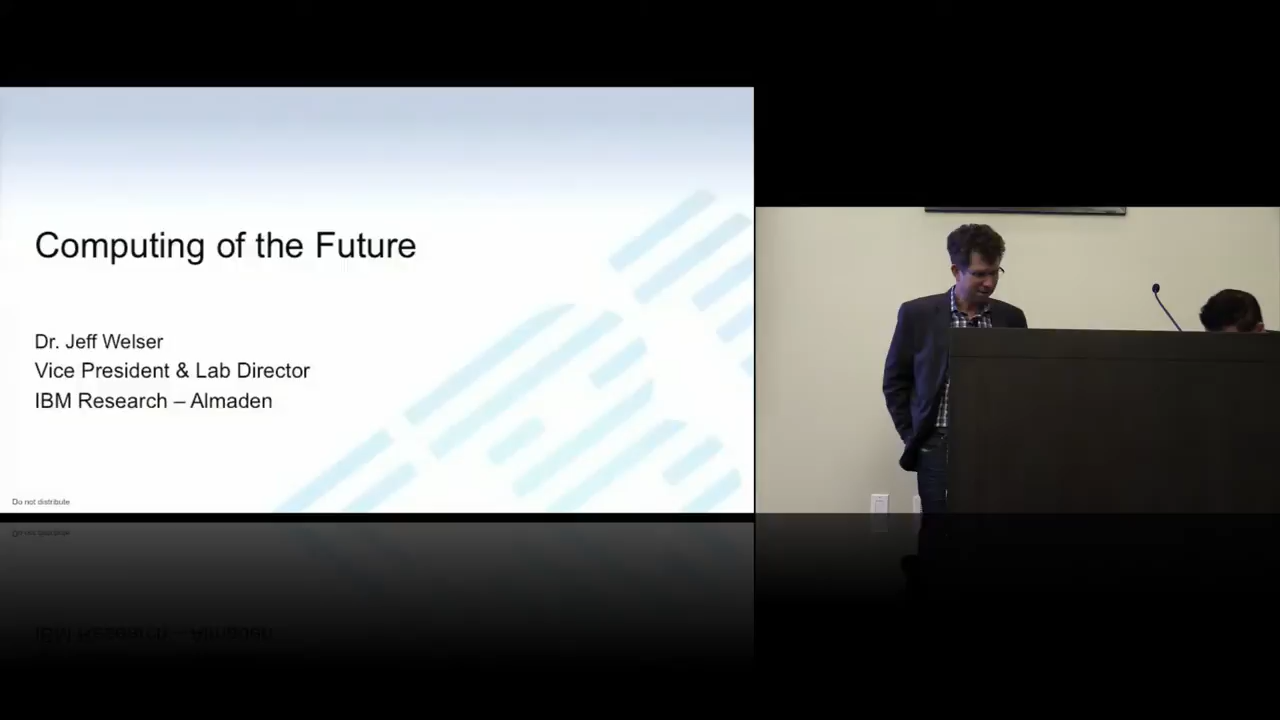 Computing of the Future
Dr. Jeff Welser
Vice President & Lab Director
IBM Research – Almaden
Do not distribute